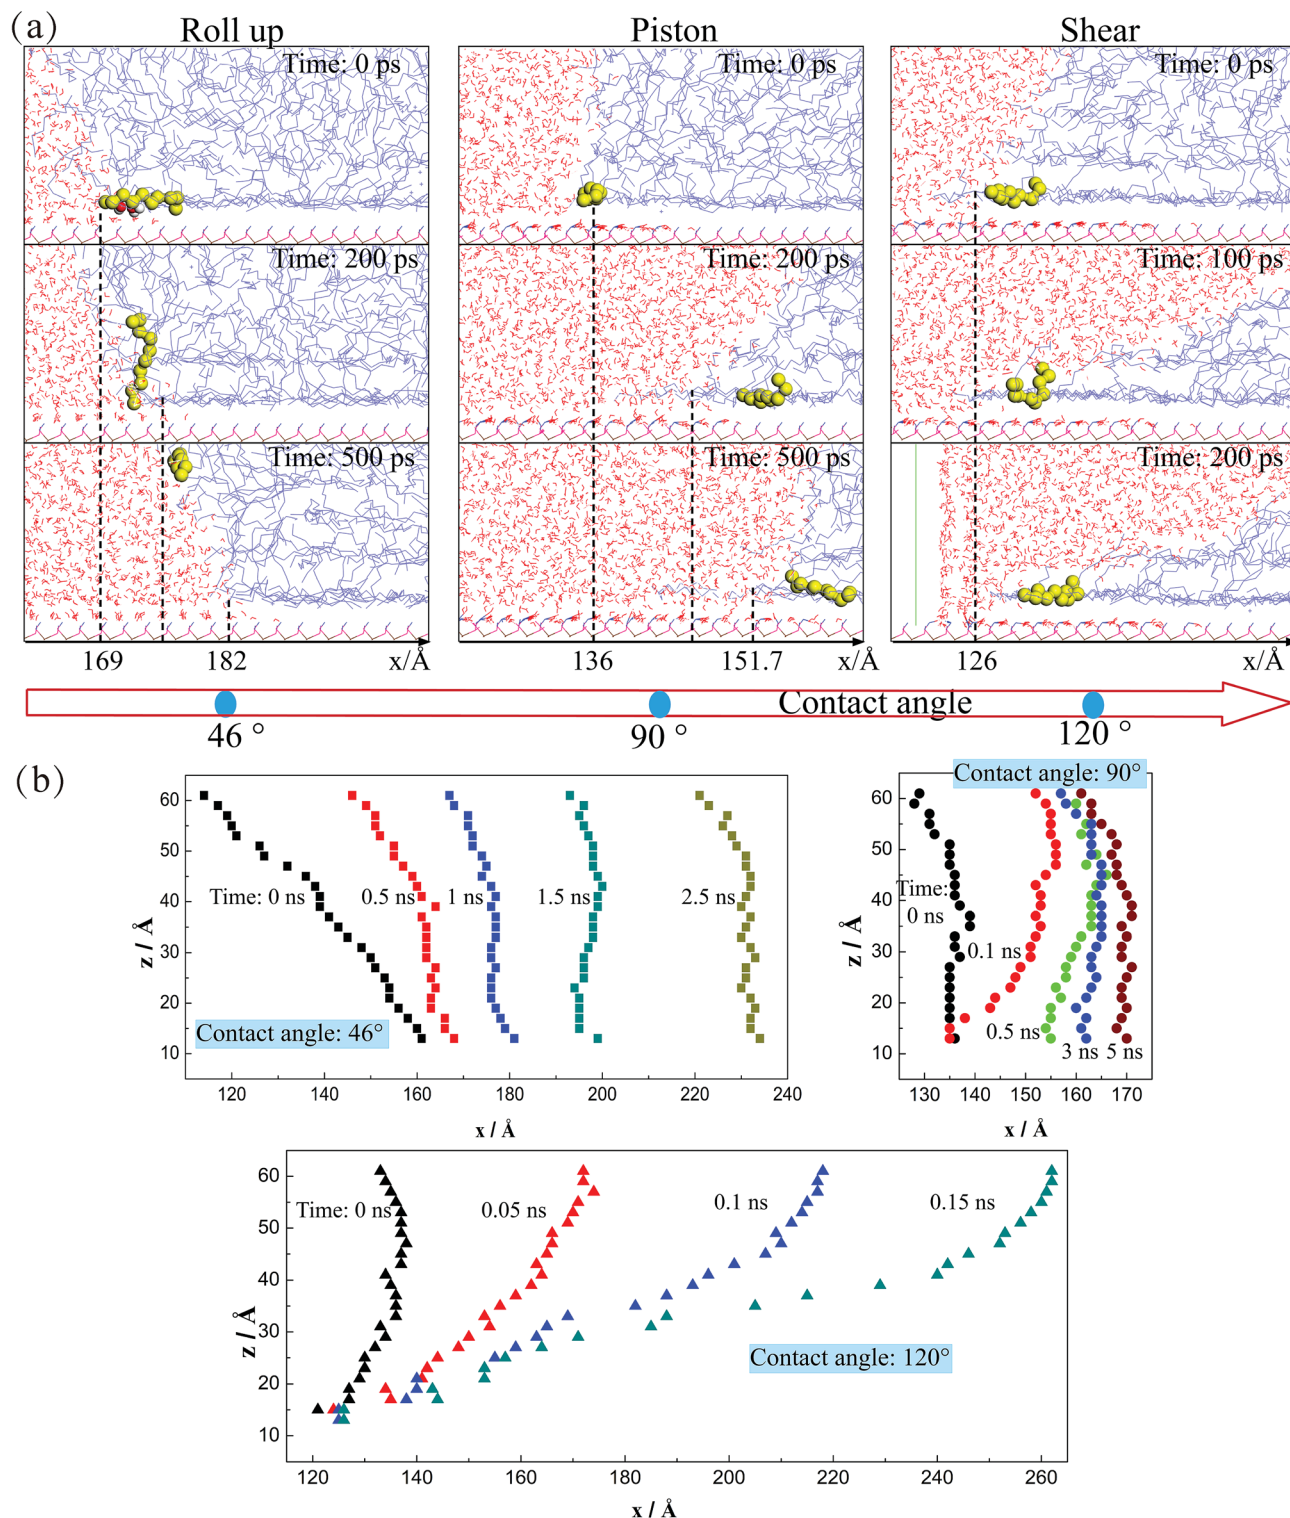 (a)
Roll up
Piston
Shear
Time: 0 ps
Time: 0 ps
Time: 0 ps
Time: 200 ps
Time: 200 ps
Time: 100 ps
Time: 500 ps
Time: 500 ps
Time: 200 ps
169
182
x/Å
136
151.7
x/Å
126
x/Å
Contact angle
46 °
90 °
120 °
(b)
60
50
40
30
20
10
z / Å
Time: 0 ns
0.5 ns
1 ns
1.5 ns
2.5 ns
Contact angle: 46°
120
140
160
180
200
220
240
x / Å
Contact angle: 90°
60
50
40
30
20
10
z / Å
Time:
0 ns
0.1 ns
0.5 ns
3 ns
5 ns
130
140
150
160
170
x / Å
60
50
40
30
20
10
z / Å
Time: 0 ns
0.05 ns
0.1 ns
0.15 ns
Contact angle: 120°
120
140
160
180
200
220
240
260
x / Å